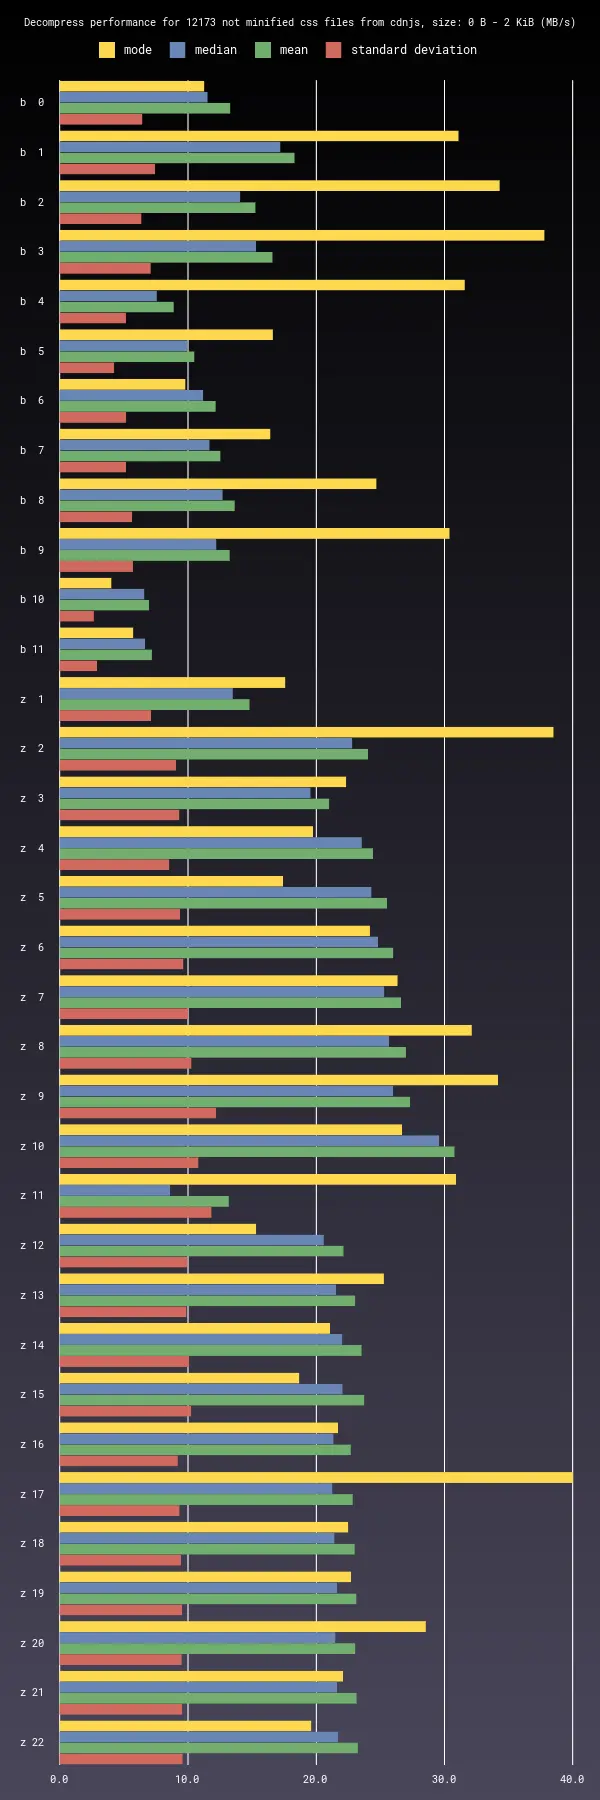 Decompress performance for 12173 not minified css files from cdnjs, size: 0 B - 2 KiB (MB/s)
mode median mean standard deviation
b 0
b 1
b 2
b 3
b 4
b 5
b 6
b 7
b 8
b 9
b 10
b 11
z 1
z 2
z 3
z 4
z 5
z 6
z 7
z 8
z 9
z 10
z 11
z 12
z 13
z 14
z 15
z 16
z 17
z 18
z 19
z 20
z 21
z 22
0.0 10.0 20.0 30.0 40.0